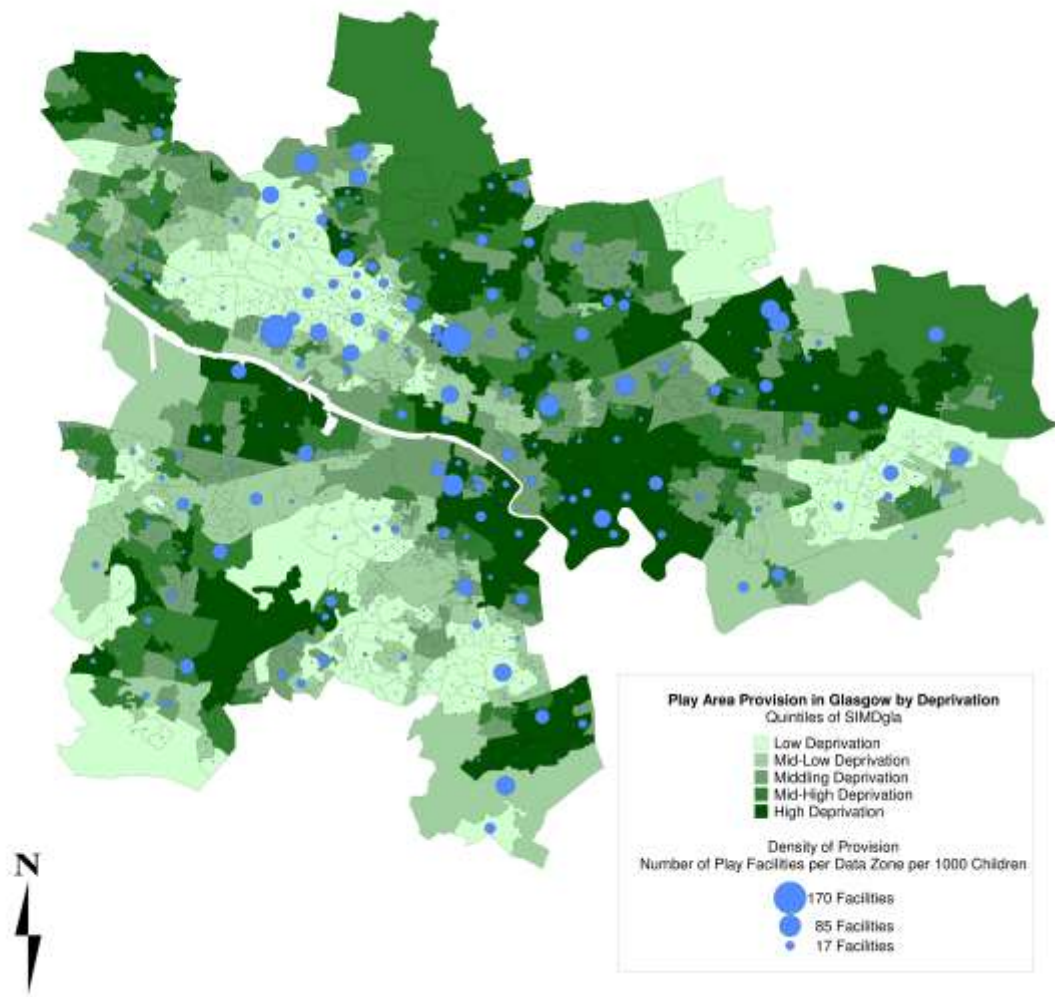 Play Area Provision in Glasgow by Deprivation
Quintiles of SIMDgla
Low Deprivation
Mid-Low Deprivation
Middling Deprivation
Mid-High Deprivation
High Deprivation
Density of Provision
Number of Play Facilities per Data Zone per 1000 Children
170 Facilities
85 Facilities
17 Facilities
N